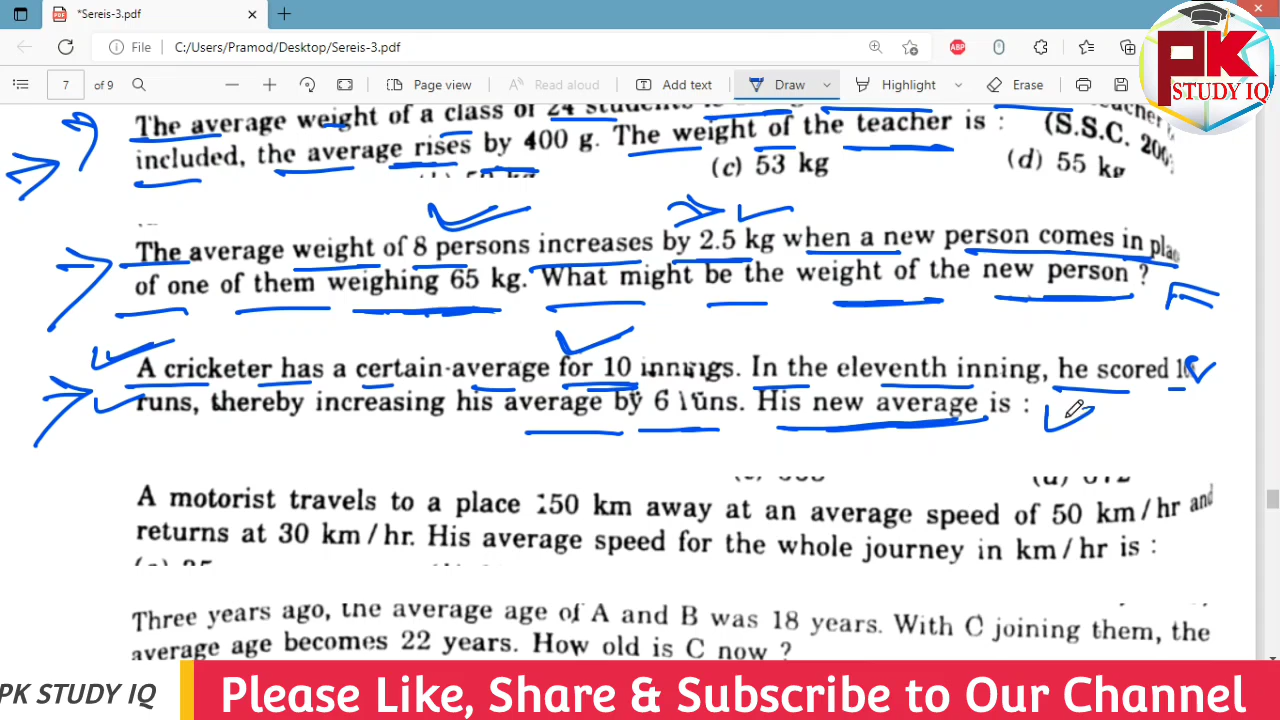 *Sereis-3.pdf
File C:/Users/Pramod/Desktop/Sereis-3.pdf
ABP
7 of 9 Page view Read aloud Add text Draw Highlight Erase
PK
STUDY IQ
The average weight of a class of 24 students
included, the average rises by 400 g. The weight of the teacher is : (S.S.C.
(c) 53 kg (d) 55 kg
The average weight of 8 persons increases by 2.5 kg when a new person comes in
of one of them weighing 65 kg. What might be the weight of the new person ?
A cricketer has a certain average for 10 innings. In the eleventh inning, he scored
runs, thereby increasing his average by 6 runs. His new average is :
A motorist travels to a place 150 km away at an average speed of 50 km/hr and
returns at 30 km/hr. His average speed for the whole journey in km/hr is :
Three years ago, the average age of A and B was 18 years. With C joining them, the
average age becomes 22 years. How old is C now ?
PK STUDY IQ
Please Like, Share & Subscribe to Our Channel